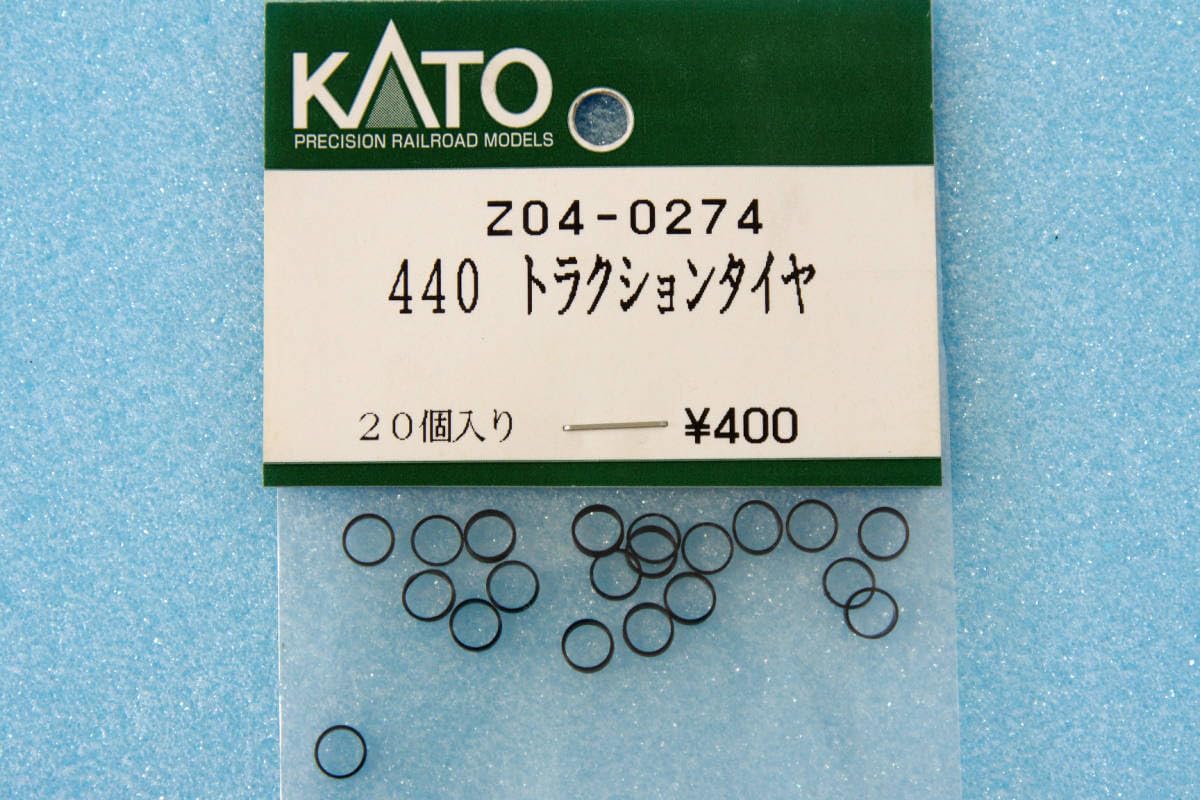 KATO
PRECISION RAILROAD MODELS
Z04-0274
440 トラクションタイヤ
20個入り ¥400